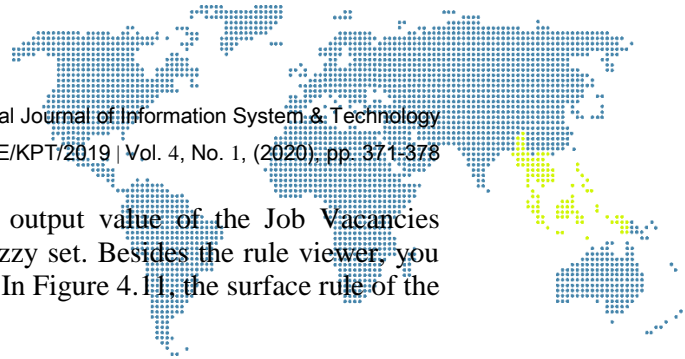 al Journal of Information System & Technology
E/KPT/2019 | Vol. 4, No. 1, (2020), pp. 371-378
output value of the Job Vacancies
zzy set. Besides the rule viewer, you
In Figure 4.11, the surface rule of the